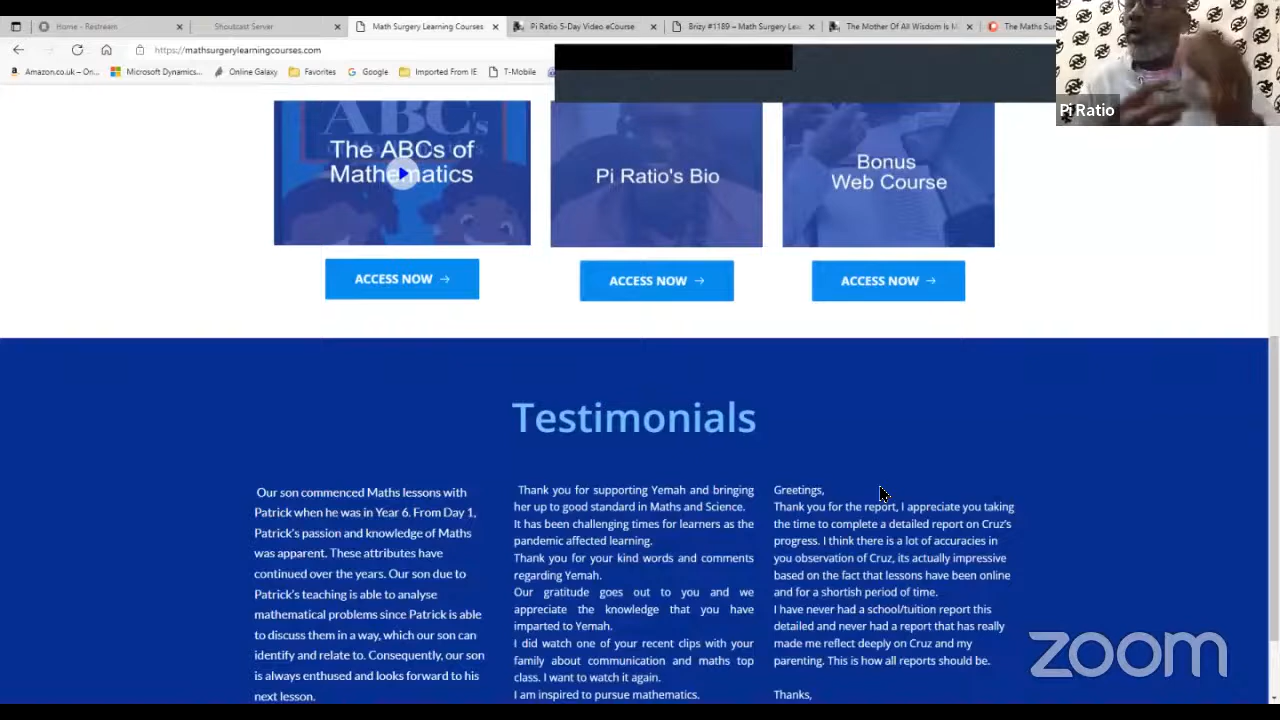 Home - Restream
Shoutcast Server
Math Surgery Learning Courses
Pi Ratio 5-Day Video eCourse
Brizy #1189 – Math Surgery Lea
The Mother Of All Wisdom Is M
The Maths Sur
https://mathsurgerylearningcourses.com
Amazon.co.uk – On...
Microsoft Dynamics...
Online Galaxy
Favorites
Google
Imported From IE
T-Mobile
Pi Ratio
ABC's
The ABCs of
Mathematics
Pi Ratio's Bio
Bonus
Web Course
ACCESS NOW →
ACCESS NOW →
ACCESS NOW →
Testimonials
Our son commenced Maths lessons with
Patrick when he was in Year 6. From Day 1,
Patrick's passion and knowledge of Maths
was apparent. These attributes have
continued over the years. Our son due to
Patrick's teaching is able to analyse
mathematical problems since Patrick is able
to discuss them in a way, which our son can
identify and relate to. Consequently, our son
is always enthused and looks forward to his
next lesson.
Thank you for supporting Yemah and bringing
her up to good standard in Maths and Science.
It has been challenging times for learners as the
pandemic affected learning.
Thank you for your kind words and comments
regarding Yemah.
Our gratitude goes out to you and we
appreciate the knowledge that you have
imparted to Yemah.
I did watch one of your recent clips with your
family about communication and maths top
class. I want to watch it again.
I am inspired to pursue mathematics.
Greetings,
Thank you for the report, I appreciate you taking
the time to complete a detailed report on Cruz's
progress. I think there is a lot of accuracies in
you observation of Cruz, its actually impressive
based on the fact that lessons have been online
and for a shortish period of time.
I have never had a school/tuition report this
detailed and never had a report that has really
made me reflect deeply on Cruz and my
parenting. This is how all reports should be.
Thanks,
zoom